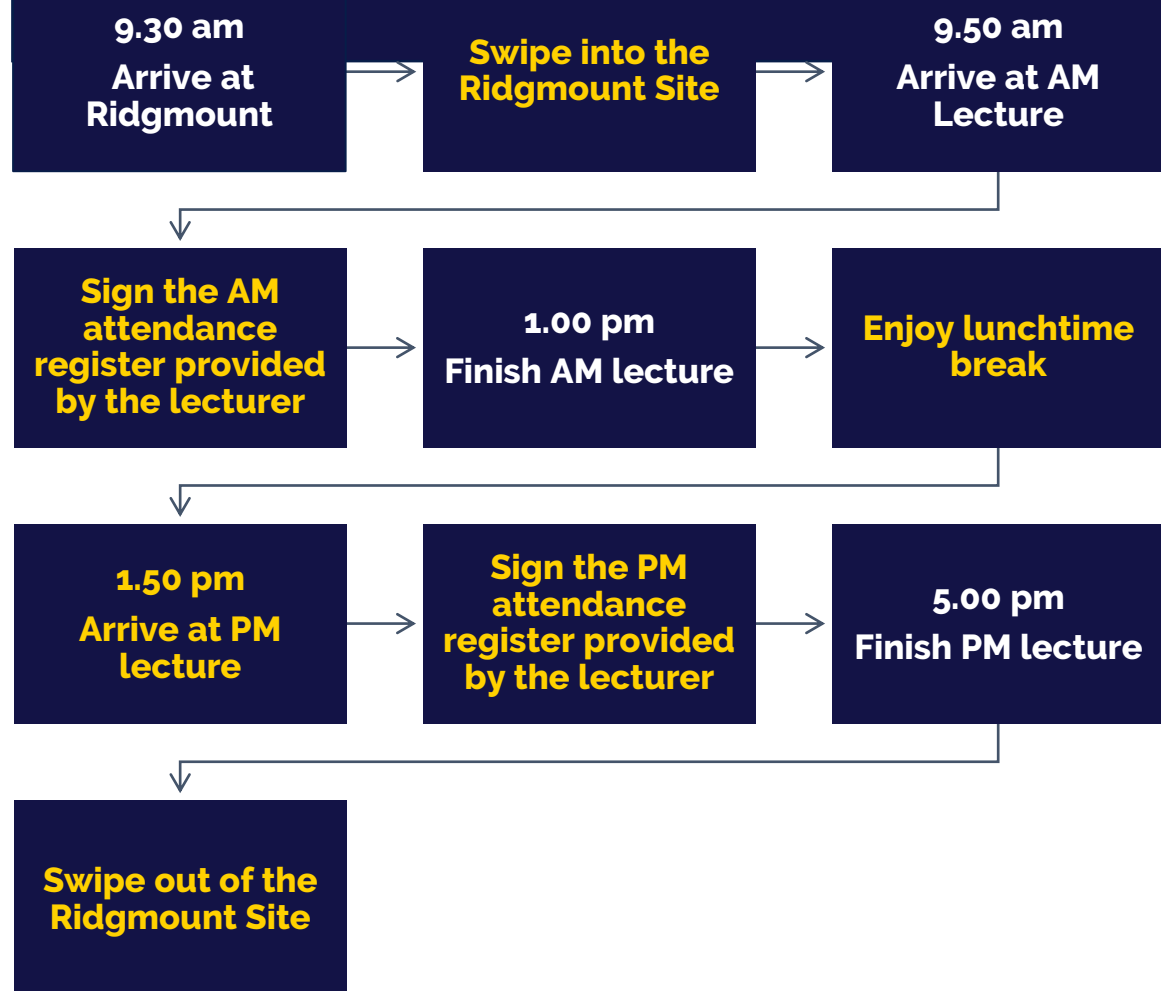 9.30 am
Arrive at
Ridgmount
Swipe into the
Ridgmount Site
9.50 am
Arrive at AM
Lecture
Sign the AM
attendance
register provided
by the lecturer
1.00 pm
Finish AM lecture
Enjoy lunchtime
break
1.50 pm
Arrive at PM
lecture
Sign the PM
attendance
register provided
by the lecturer
5.00 pm
Finish PM lecture
Swipe out of the
Ridgmount Site